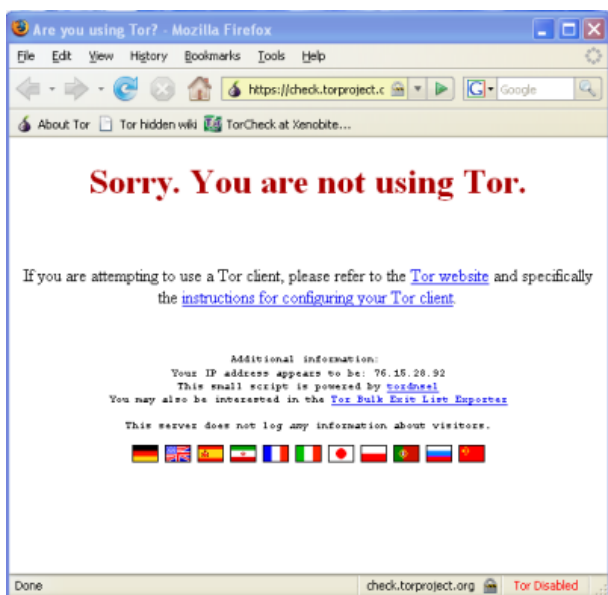 Are you using Tor? - Mozilla Firefox
File Edit View History Bookmarks Tools Help
https://check.torproject.c Google
About Tor Tor hidden wiki TorCheck at Xenobite...
Sorry. You are not using Tor.
If you are attempting to use a Tor client, please refer to the Tor website and specifically
the instructions for configuring your Tor client.
Additional information:
Your IP address appears to be: 76.15.28.92
This small script is powered by tordnsel
You may also be interested in the Tor Bulk Exit List Exporter
This server does not log any information about visitors.
Done check.torproject.org Tor Disabled